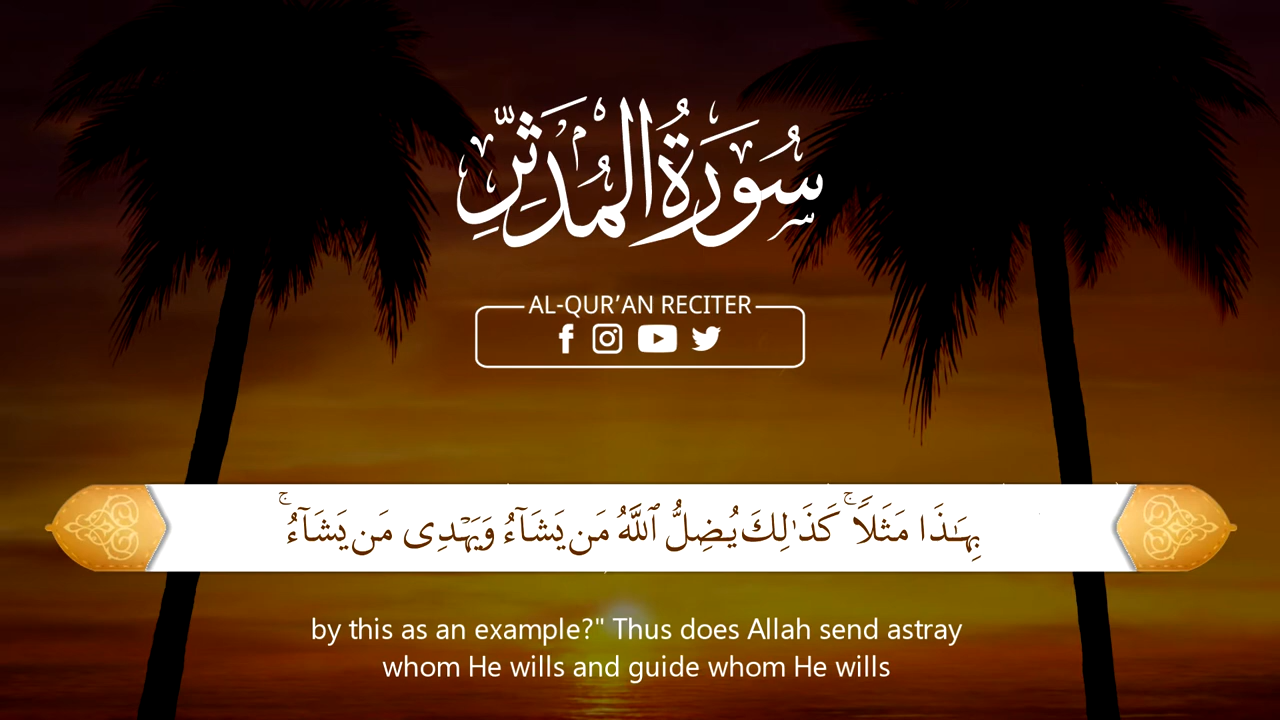 سُورَةُ المُدَّثِّرِ
AL-QUR'AN RECITER
بِهَـٰذَا مَثَلًا ۚ كَذَٰلِكَ يُضِلُّ ٱللَّهُ مَن يَشَآءُ وَيَهْدِى مَن يَشَآءُ ۚ
by this as an example?" Thus does Allah send astray
whom He wills and guide whom He wills